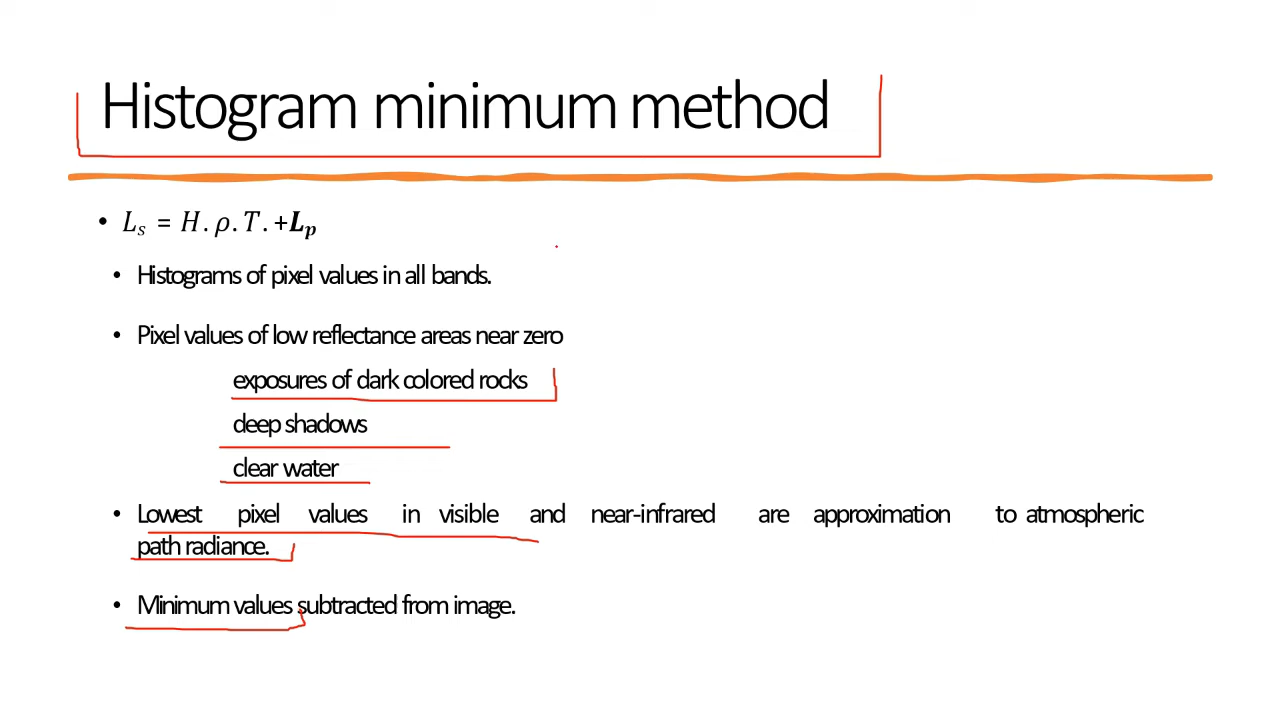 Histogram minimum method
• Lₛ = H. ρ. T. +Lₚ
• Histograms of pixel values in all bands.
• Pixel values of low reflectance areas near zero
exposures of dark colored rocks
deep shadows
clear water
• Lowest pixel values in visible and near-infrared are approximation to atmospheric
path radiance.
• Minimum values subtracted from image.